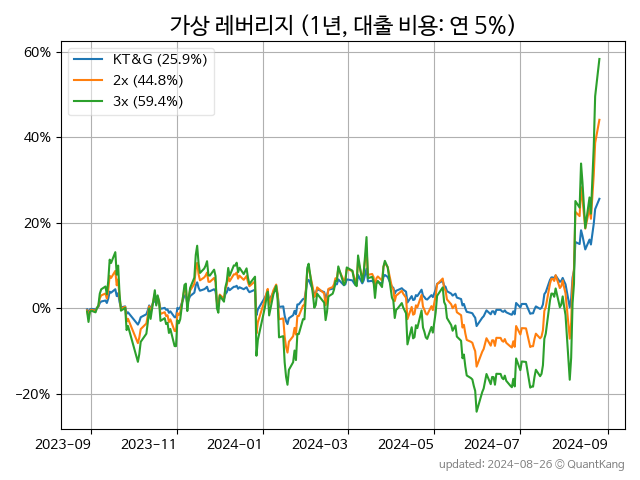 가상 레버리지 (1년, 대출 비용: 연 5%)
KT&G (25.9%)
2x (44.8%)
3x (59.4%)
60%
40%
20%
0%
−20%
2023-09 2023-11 2024-01 2024-03 2024-05 2024-07 2024-09
updated: 2024-08-26 © QuantKang